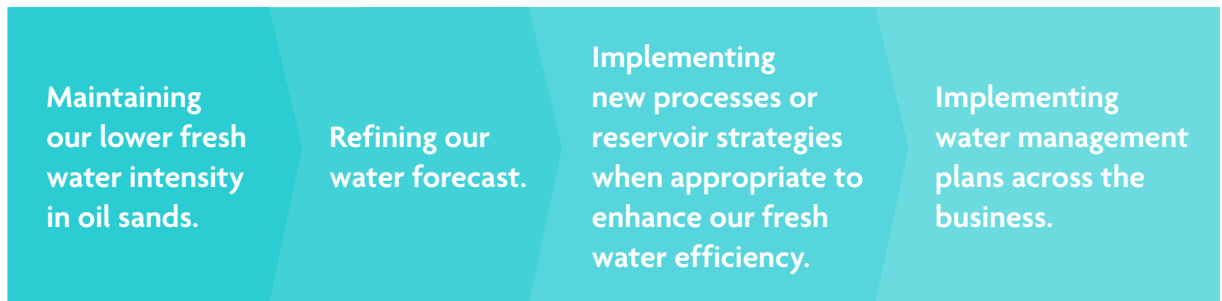 Maintaining
our lower fresh
water intensity
in oil sands.
Refining our
water forecast.
Implementing
new processes or
reservoir strategies
when appropriate to
enhance our fresh
water efficiency.
Implementing
water management
plans across the
business.